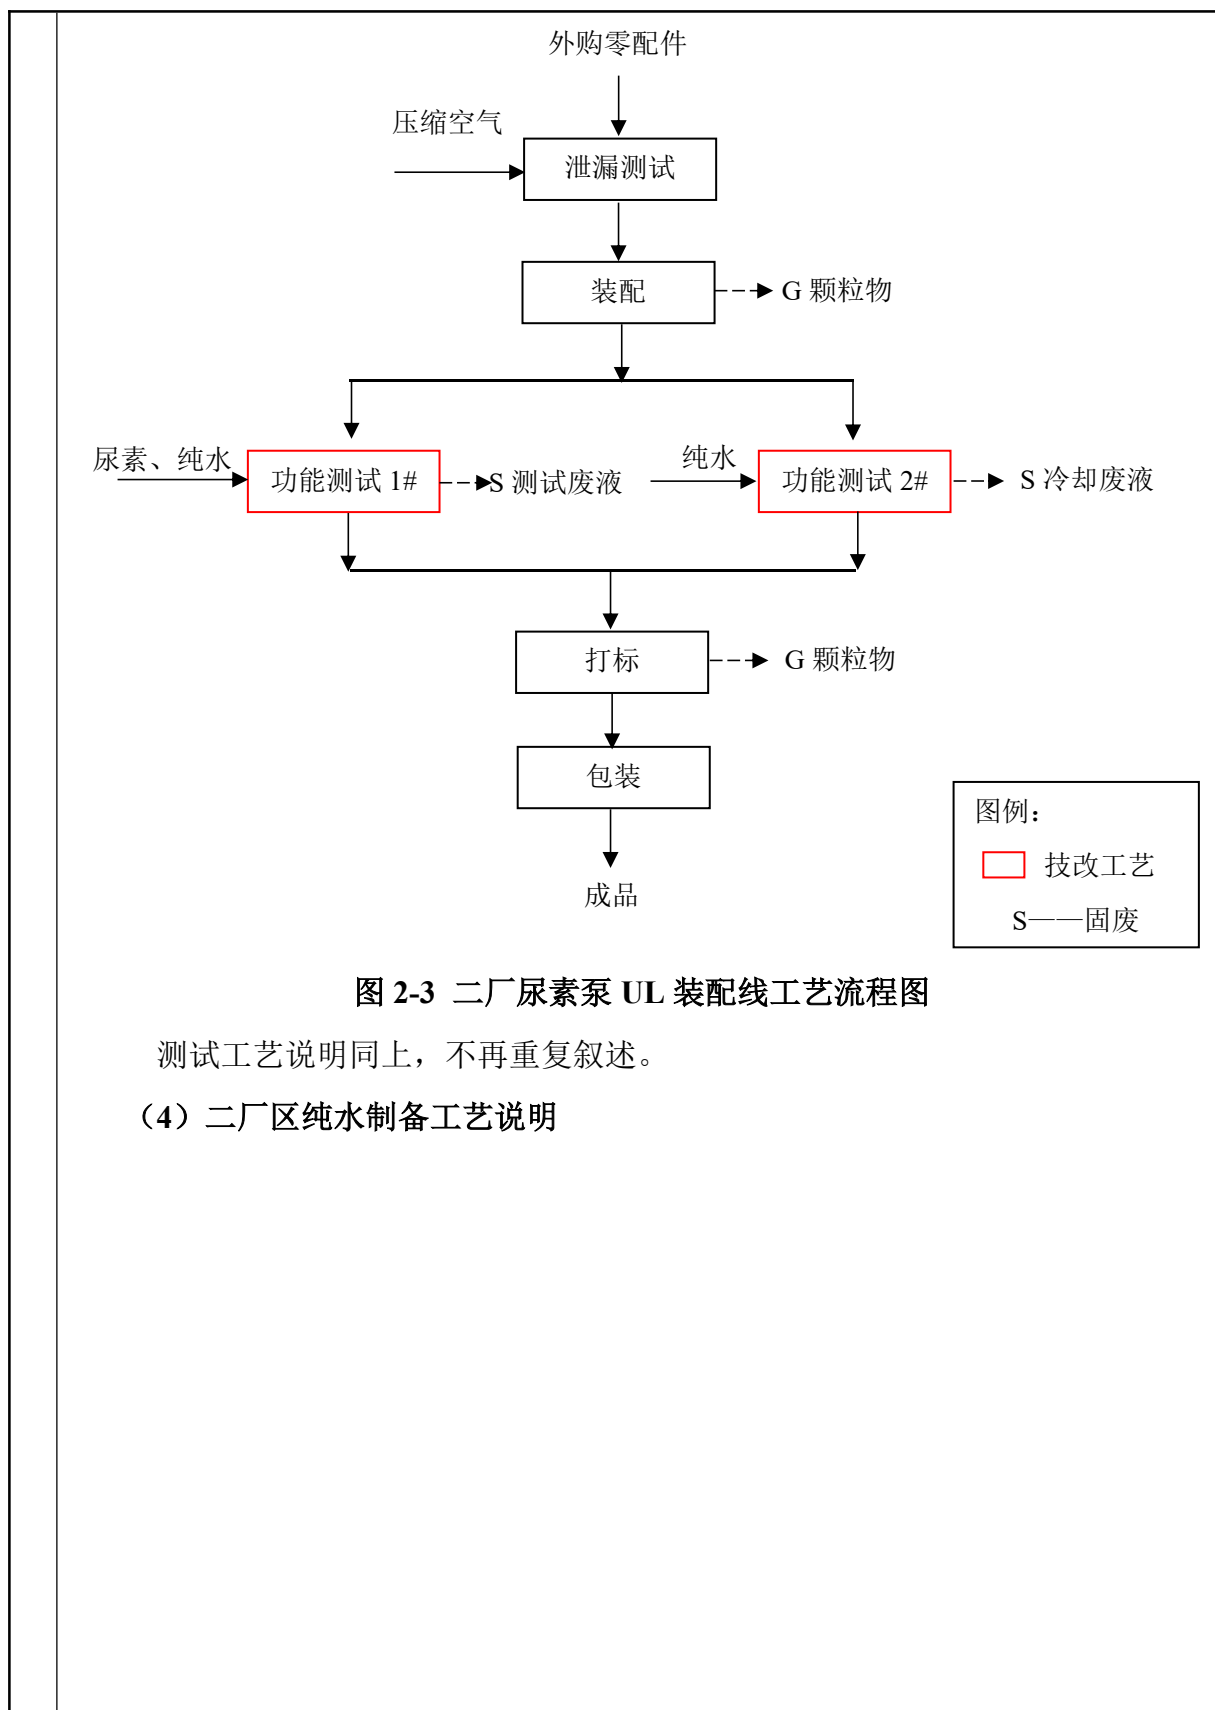 外购零配件
压缩空气
泄漏测试
装配
G 颗粒物
尿素、纯水
功能测试 1#
S 测试废液
纯水
功能测试 2#
S 冷却废液
打标
G 颗粒物
包装
成品
图例：
技改工艺
S——固废
图 2-3 二厂尿素泵 UL 装配线工艺流程图
测试工艺说明同上，不再重复叙述。
（4）二厂区纯水制备工艺说明